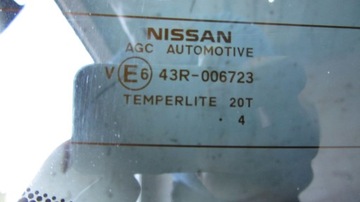 NISSAN
AGC AUTOMOTIVE
V E6 43R-006723
TEMPERLITE 20T
4